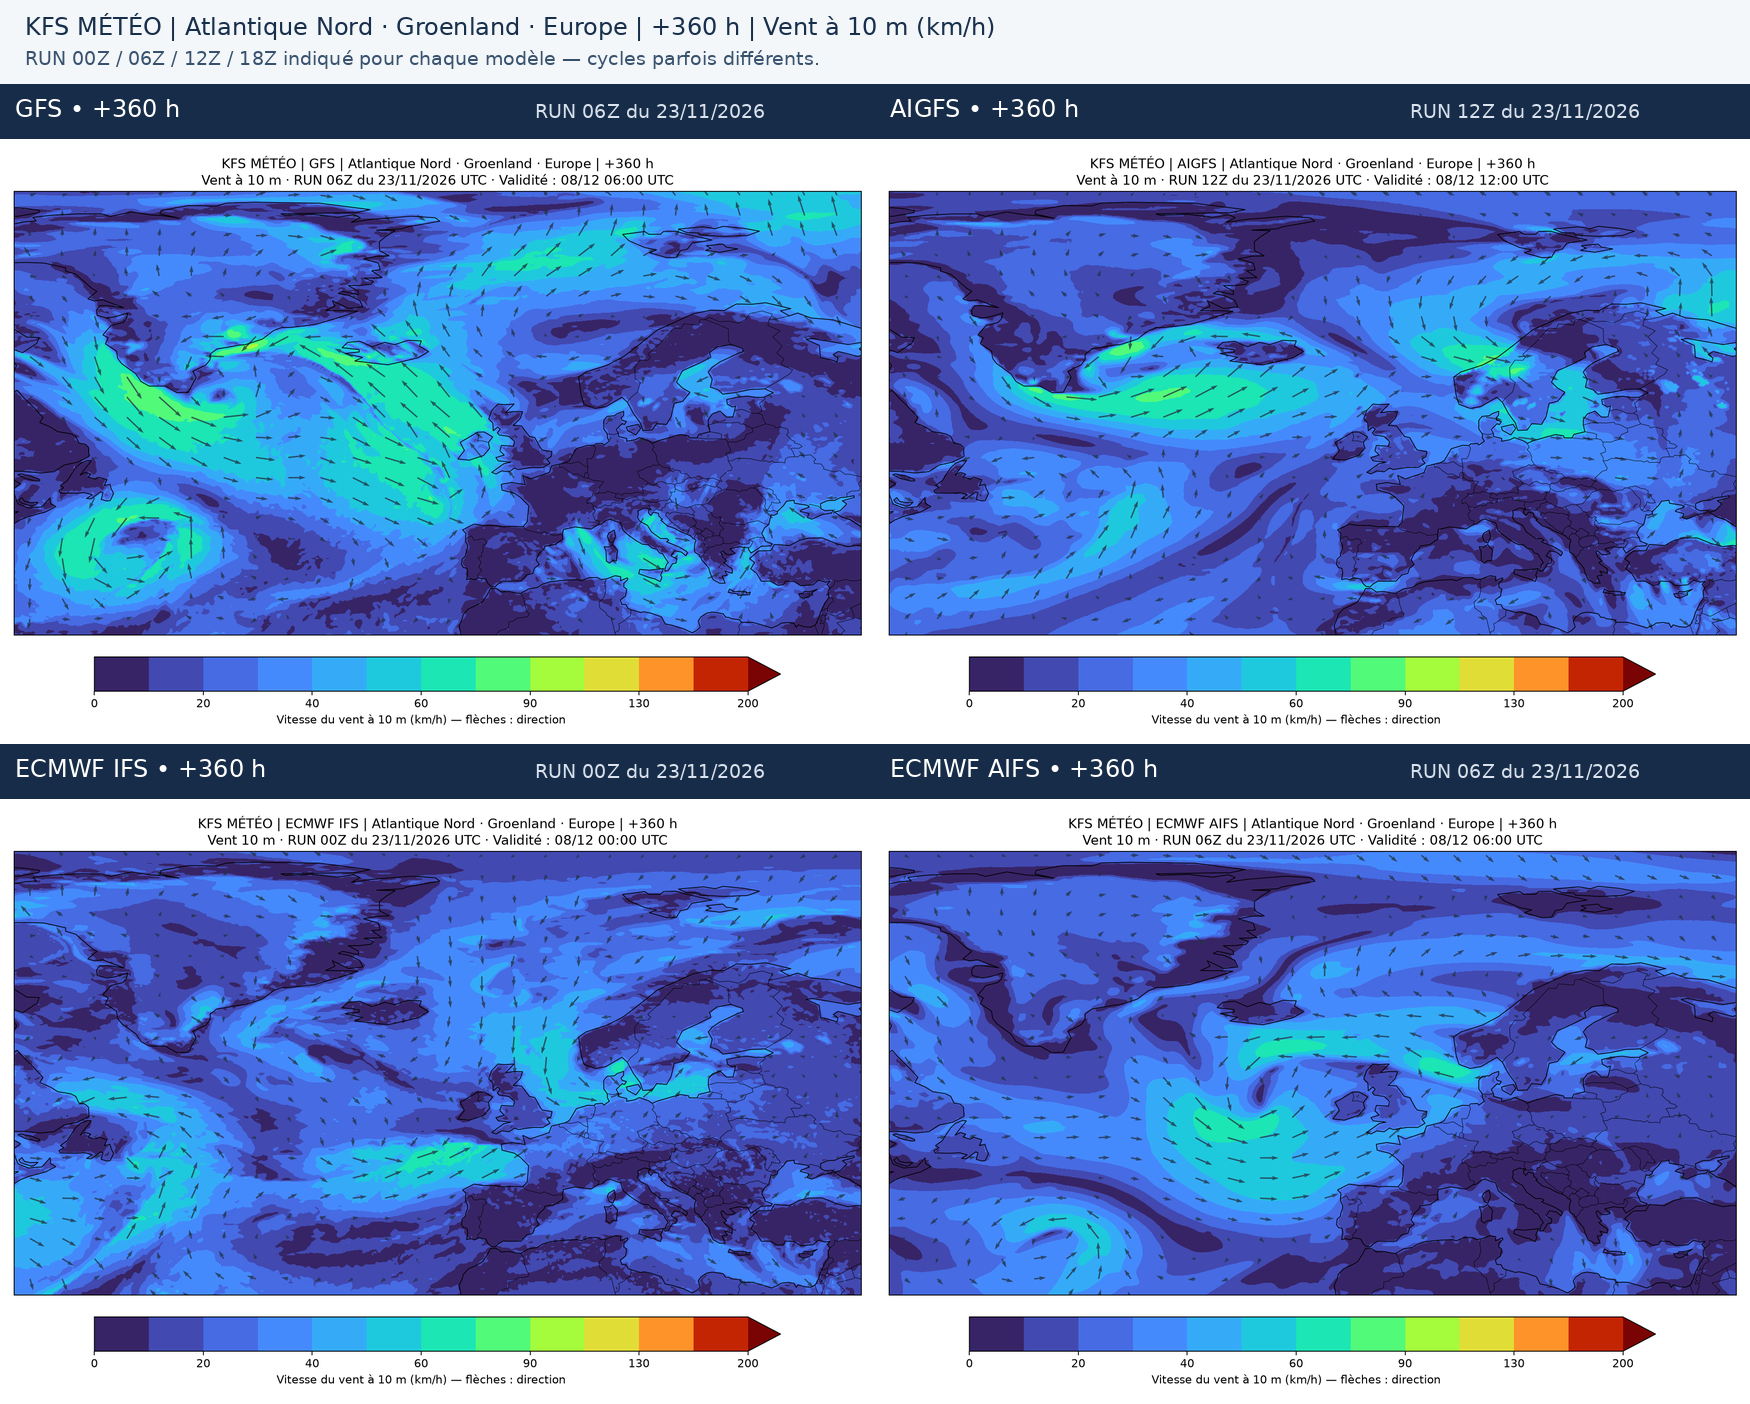 KFS MÉTÉO | Atlantique Nord · Groenland · Europe | +360 h | Vent à 10 m (km/h)
RUN 00Z / 06Z / 12Z / 18Z indiqué pour chaque modèle — cycles parfois différents.
GFS • +360 h
RUN 06Z du 23/11/2026
KFS MÉTÉO | GFS | Atlantique Nord · Groenland · Europe | +360 h
Vent à 10 m · RUN 06Z du 23/11/2026 UTC · Validité : 08/12 06:00 UTC
0 20 40 60 90 130 200
Vitesse du vent à 10 m (km/h) — flèches : direction
AIGFS • +360 h
RUN 12Z du 23/11/2026
KFS MÉTÉO | AIGFS | Atlantique Nord · Groenland · Europe | +360 h
Vent à 10 m · RUN 12Z du 23/11/2026 UTC · Validité : 08/12 12:00 UTC
0 20 40 60 90 130 200
Vitesse du vent à 10 m (km/h) — flèches : direction
ECMWF IFS • +360 h
RUN 00Z du 23/11/2026
KFS MÉTÉO | ECMWF IFS | Atlantique Nord · Groenland · Europe | +360 h
Vent 10 m · RUN 00Z du 23/11/2026 UTC · Validité : 08/12 00:00 UTC
0 20 40 60 90 130 200
Vitesse du vent à 10 m (km/h) — flèches : direction
ECMWF AIFS • +360 h
RUN 06Z du 23/11/2026
KFS MÉTÉO | ECMWF AIFS | Atlantique Nord · Groenland · Europe | +360 h
Vent 10 m · RUN 06Z du 23/11/2026 UTC · Validité : 08/12 06:00 UTC
0 20 40 60 90 130 200
Vitesse du vent à 10 m (km/h) — flèches : direction